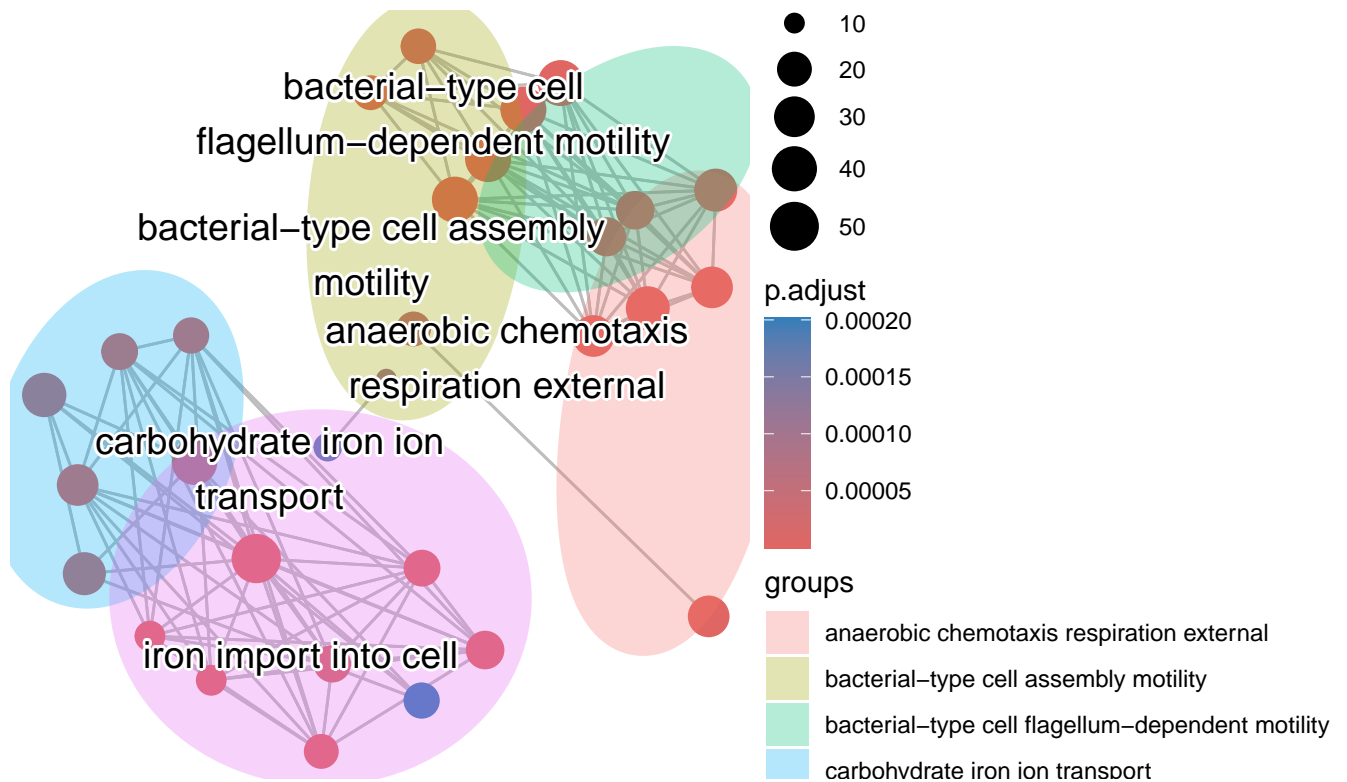 bacterial−type cell
flagellum−dependent motility
bacterial−type cell assembly
motility
anaerobic chemotaxis
respiration external
carbohydrate iron ion
transport
iron import into cell
10
20
30
40
50
p.adjust
0.00020
0.00015
0.00010
0.00005
groups
anaerobic chemotaxis respiration external
bacterial−type cell assembly motility
bacterial−type cell flagellum−dependent motility
carbohydrate iron ion transport